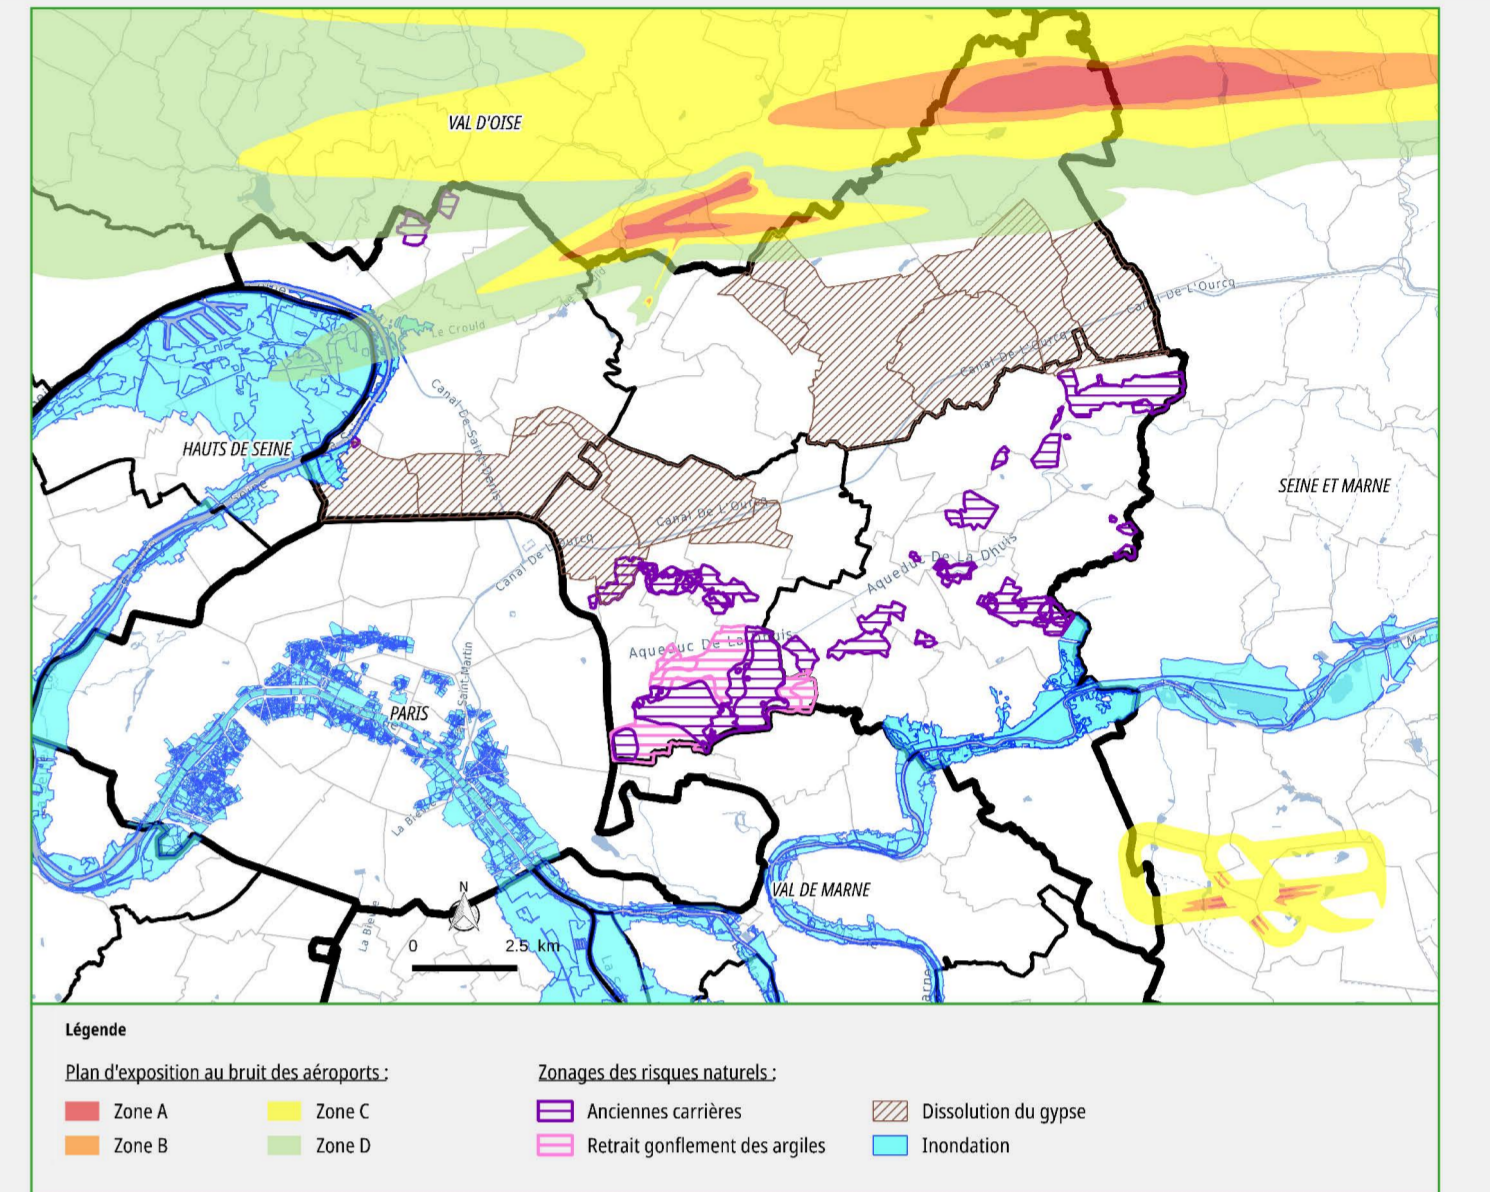 VAL D'OISE
Le Crould
Canal De L'Ourcq
Canal De L'Ourcq
Canal-De-Saint-Denis
HAUTS DE SEINE
SEINE ET MARNE
Canal De L'Ourcq
Canal De L'Ourcq
Aqueduc De La Dhuis
Aqueduc De La Dhuis
Saint-Martin
PARIS
La Bièvre
VAL DE MARNE
N
La Bièvre
0 2.5 km
Légende
Plan d'exposition au bruit des aéroports :
Zone A
Zone B
Zone C
Zone D
Zonages des risques naturels :
Anciennes carrières
Retrait gonflement des argiles
Dissolution du gypse
Inondation